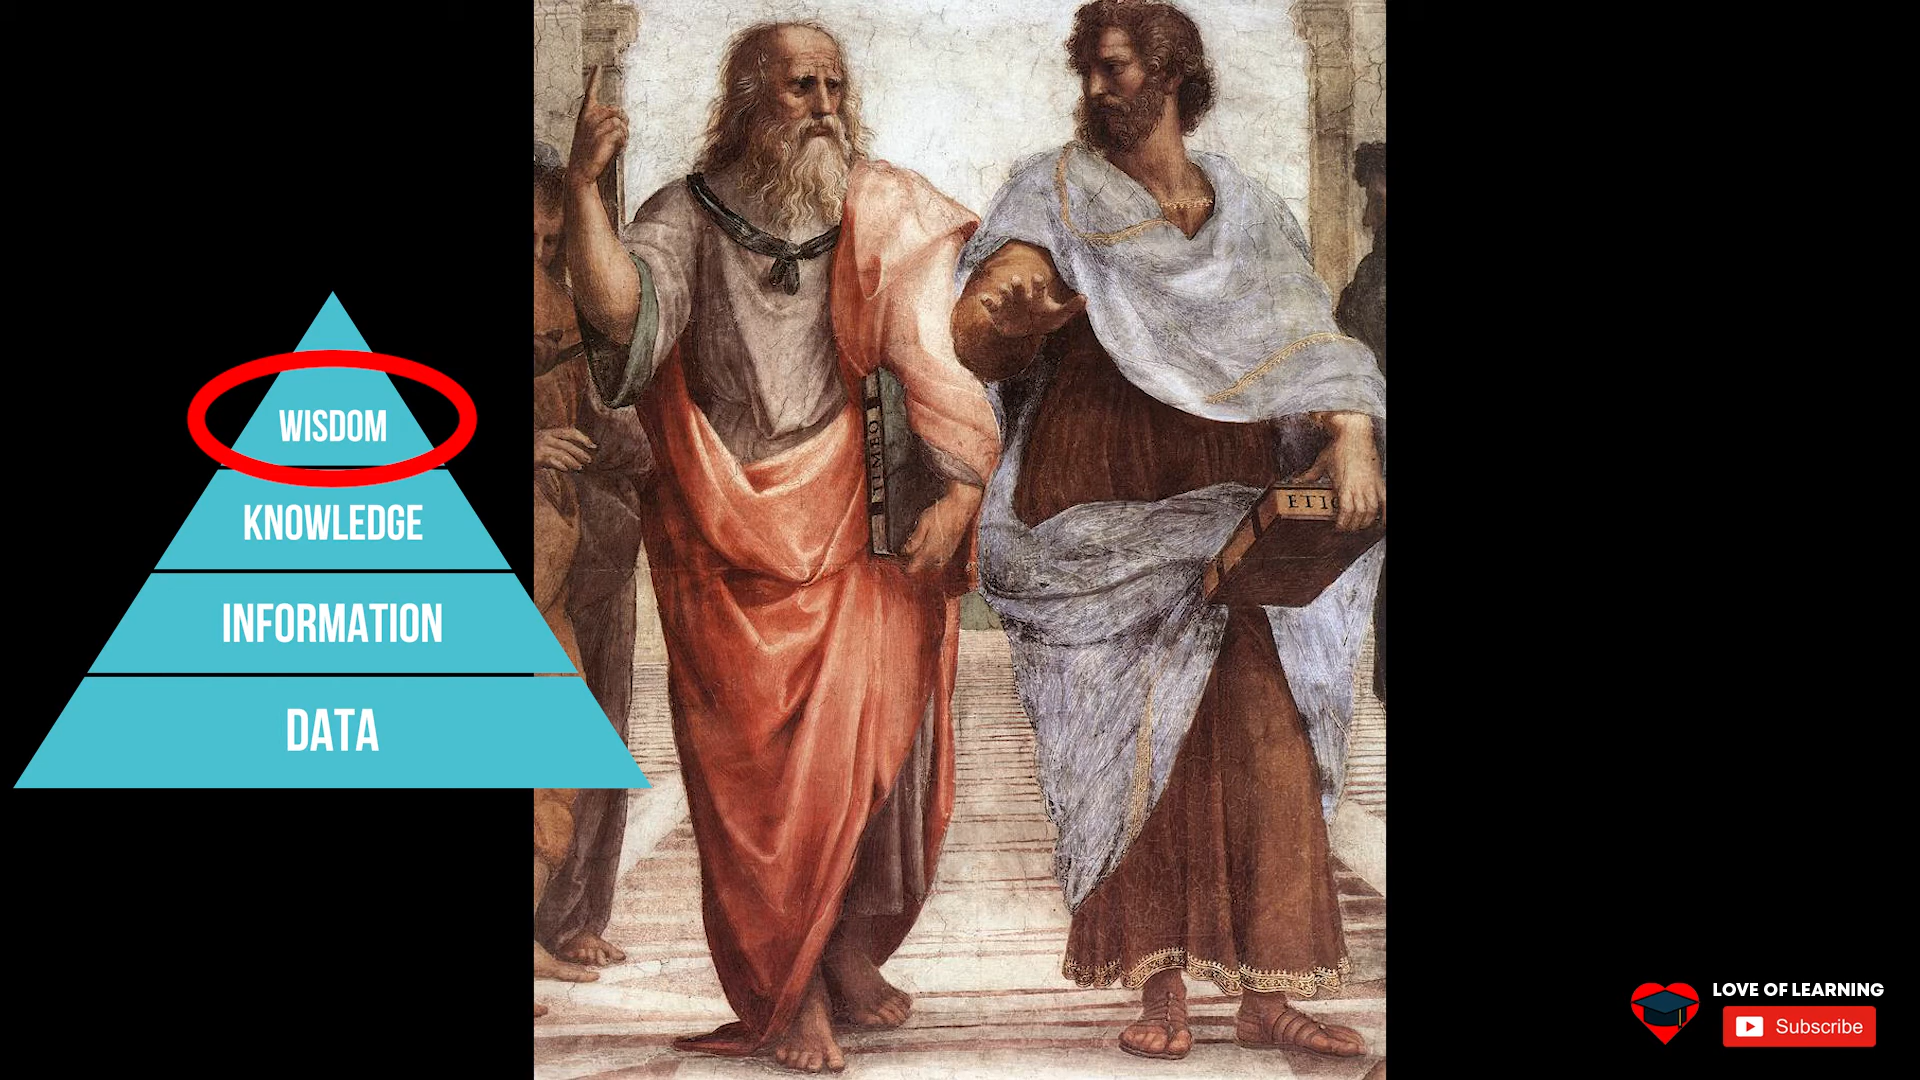 WISDOM
KNOWLEDGE
INFORMATION
DATA
TIMEO
ETIC
LOVE OF LEARNING
Subscribe